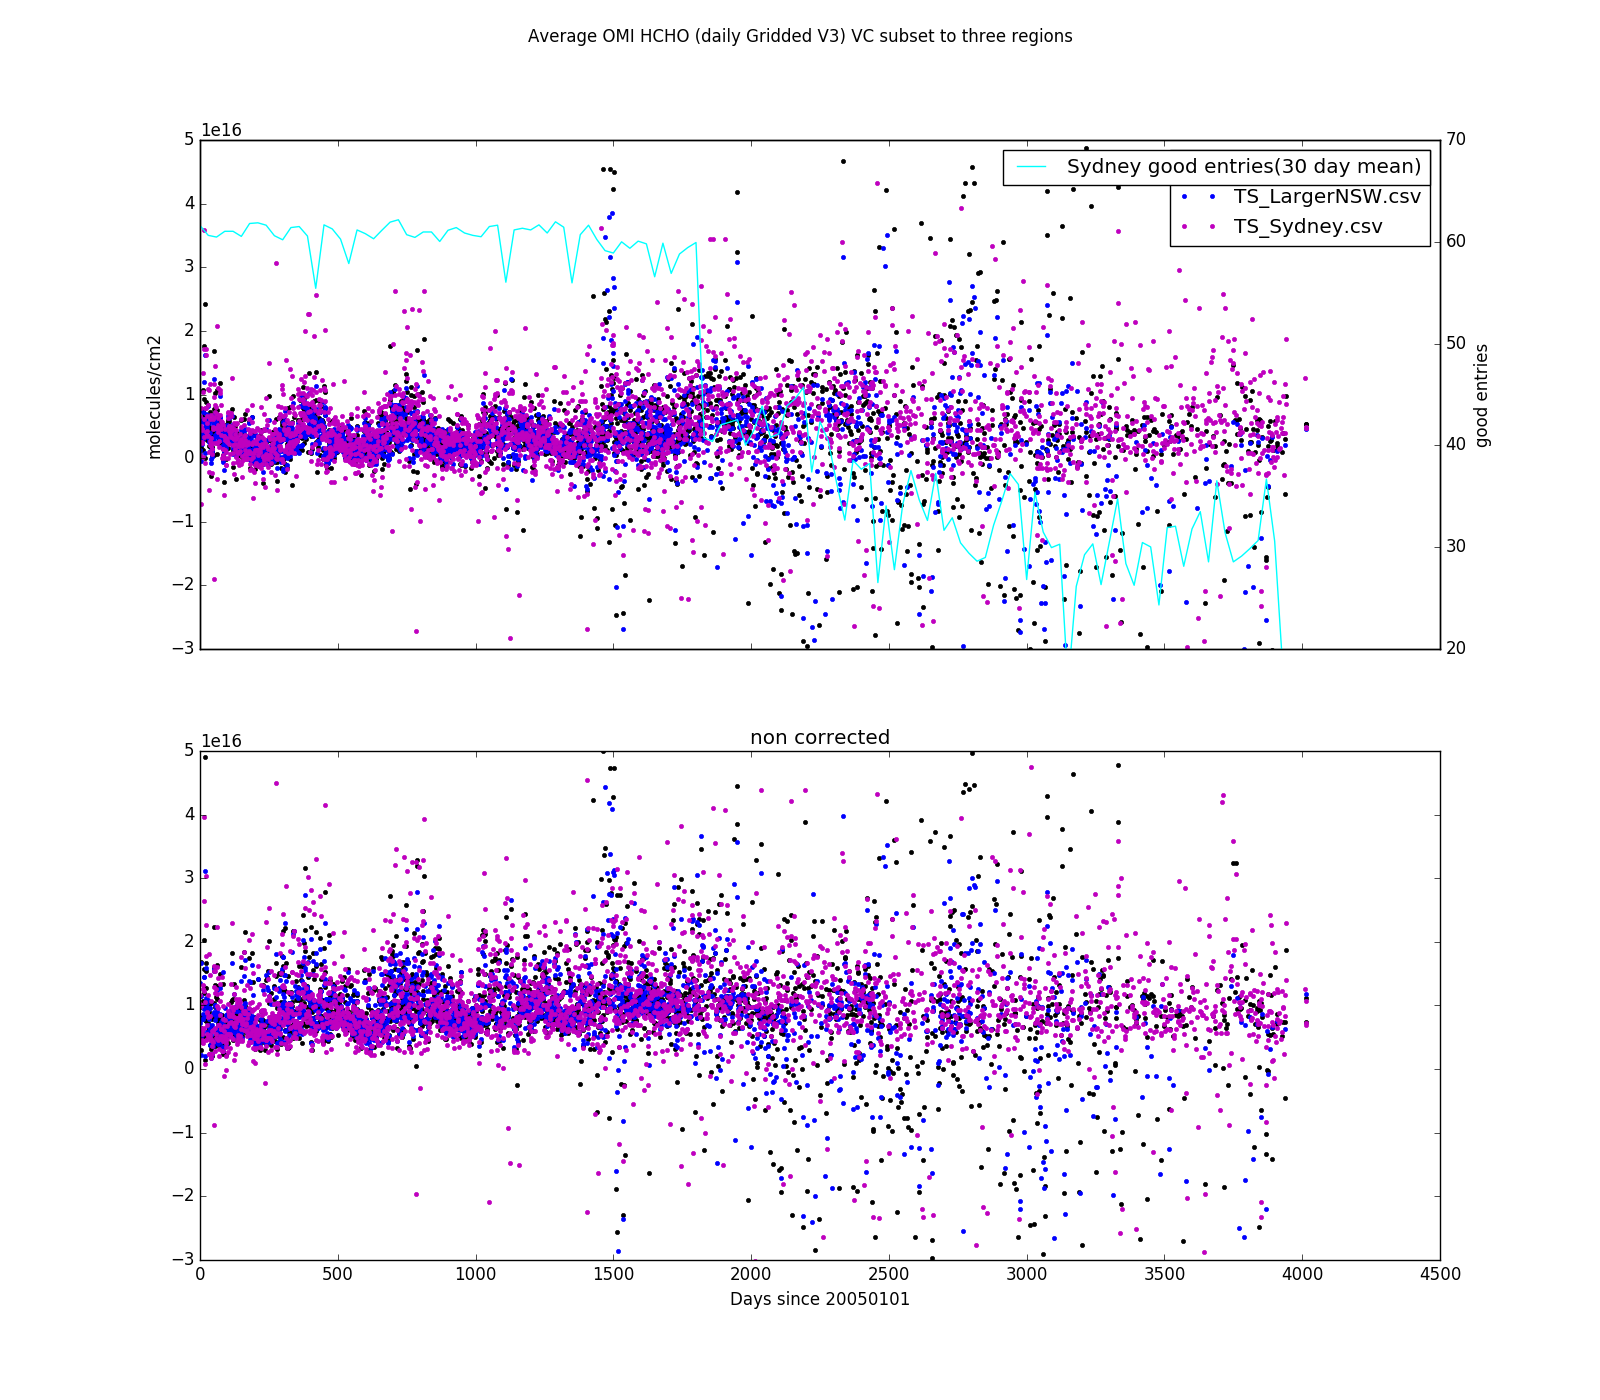 Average OMI HCHO (daily Gridded V3) VC subset to three regions
1e16
5
4
3
2
1
0
−1
−2
−3
molecules/cm2
70
60
50
40
30
20
good entries
Sydney good entries(30 day mean)
TS_LargerNSW.csv
TS_Sydney.csv
non corrected
1e16
5
4
3
2
1
0
−1
−2
−3
0 500 1000 1500 2000 2500 3000 3500 4000 4500
Days since 20050101